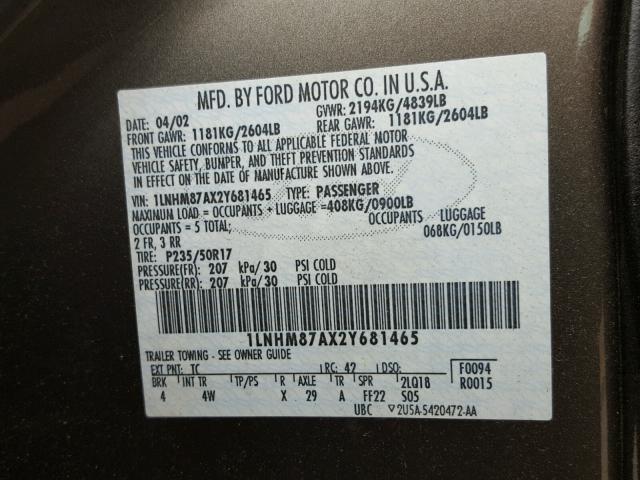 MFD. BY FORD MOTOR CO. IN U.S.A.
DATE: 04/02 GVWR: 2194KG/4839LB
FRONT GAWR: 1181KG/2604LB REAR GAWR: 1181KG/2604LB
THIS VEHICLE CONFORMS TO ALL APPLICABLE FEDERAL MOTOR
VEHICLE SAFETY, BUMPER, AND THEFT PREVENTION STANDARDS
IN EFFECT ON THE DATE OF MANUFACTURE SHOWN ABOVE.
VIN: 1LNHM87AX2Y681465 TYPE: PASSENGER
MAXIMUM LOAD = OCCUPANTS + LUGGAGE = 408KG/0900LB
OCCUPANTS = 5 TOTAL; OCCUPANTS LUGGAGE
2 FR, 3 RR 068KG/0150LB
TIRE: P235/50R17
PRESSURE(FR) 207 kPa/30 PSI COLD
PRESSURE(RR) 207 kPa/30 PSI COLD
1LNHM87AX2Y681465
TRAILER TOWING - SEE OWNER GUIDE
EXT PNT: TC RC: 42 DSO: F0094
BRK INT TR TP/PS R AXLE TR SPR 2LQ18 R0015
4 4W X 29 A FF22 S05
UBC ▽2U5A-5420472-AA